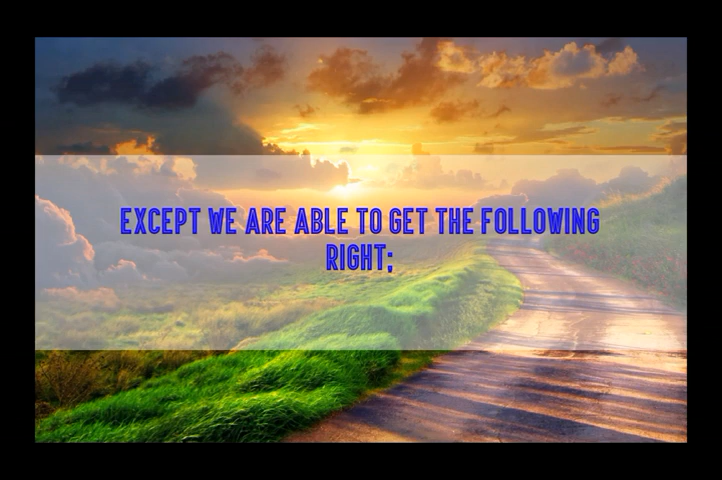 EXCEPT WE ARE ABLE TO GET THE FOLLOWING
RIGHT;